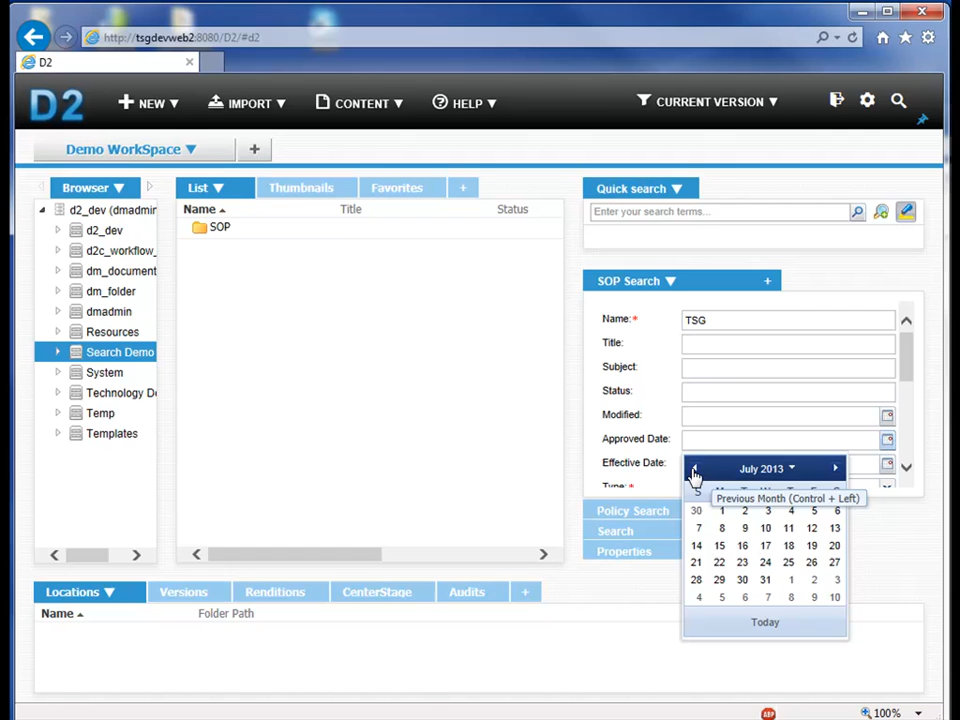 http://tsgdevweb2:8080/D2/#d2
D2
D2 NEW IMPORT CONTENT HELP CURRENT VERSION
Demo WorkSpace +
Browser
d2_dev (dmadmin
d2_dev
d2c_workflow_
dm_document
dm_folder
dmadmin
Resources
Search Demo
System
Technology De
Temp
Templates
List Thumbnails Favorites +
Name Title Status
SOP
Quick search
Enter your search terms...
SOP Search +
Name:* TSG
Title:
Subject:
Status:
Modified:
Approved Date:
Effective Date:
Type:*
July 2013
Previous Month (Control + Left)
30 1 2 3 4 5 6
7 8 9 10 11 12 13
14 15 16 17 18 19 20
21 22 23 24 25 26 27
28 29 30 31 1 2 3
4 5 6 7 8 9 10
Today
Policy Search
Search
Properties
Locations Versions Renditions CenterStage Audits +
Name Folder Path
ABP 100%